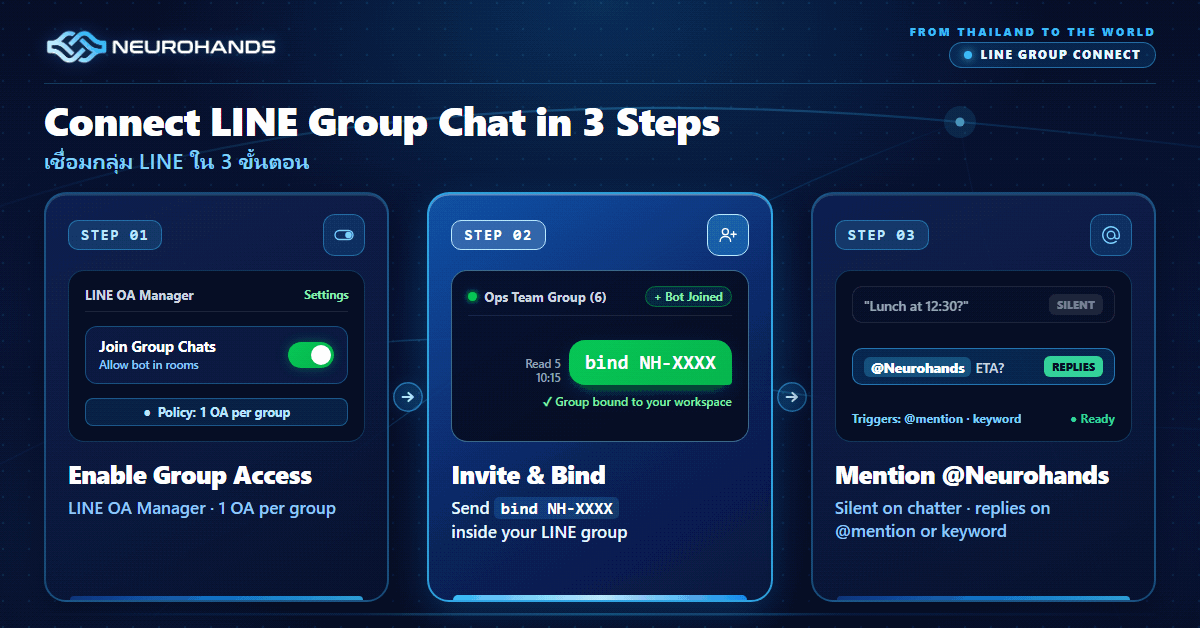 NEUROHANDS
FROM THAILAND TO THE WORLD
LINE GROUP CONNECT
Connect LINE Group Chat in 3 Steps
เชื่อมกลุ่ม LINE ใน 3 ขั้นตอน
STEP 01
LINE OA Manager
Settings
Join Group Chats
Allow bot in rooms
• Policy: 1 OA per group
Enable Group Access
LINE OA Manager · 1 OA per group
STEP 02
Ops Team Group (6)
+ Bot Joined
Read 5
10:15
bind NH-XXXX
✓ Group bound to your workspace
Invite & Bind
Send bind NH-XXXX
inside your LINE group
STEP 03
"Lunch at 12:30?"
SILENT
@Neurohands ETA?
REPLIES
Triggers: @mention · keyword
• Ready
Mention @Neurohands
Silent on chatter · replies on
@mention or keyword